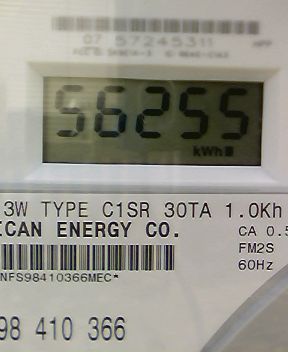 07 57245311
56255
kWh
3W TYPE C1SR 30TA 1.0Kh
ICAN ENERGY CO.
CA 0.5
FM2S
60Hz
NFS98410366MEC*
98 410 366